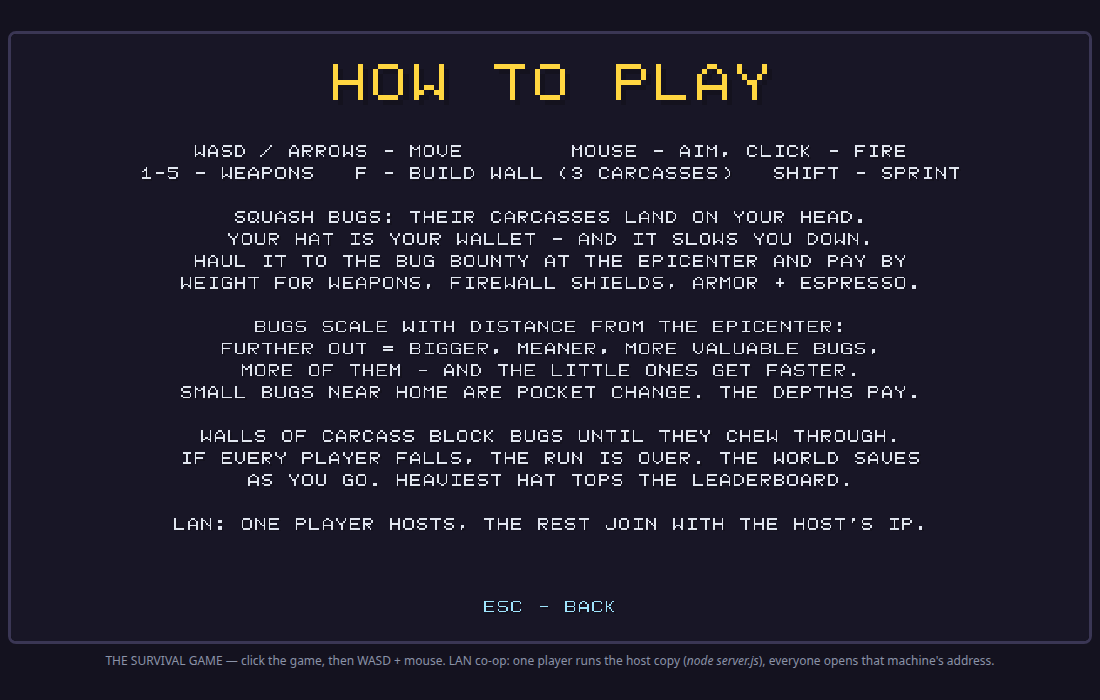 HOW TO PLAY
WASD / ARROWS - MOVE MOUSE - AIM, CLICK - FIRE
1-5 - WEAPONS F - BUILD WALL (3 CARCASSES) SHIFT - SPRINT
SQUASH BUGS: THEIR CARCASSES LAND ON YOUR HEAD.
YOUR HAT IS YOUR WALLET - AND IT SLOWS YOU DOWN.
HAUL IT TO THE BUG BOUNTY AT THE EPICENTER AND PAY BY
WEIGHT FOR WEAPONS, FIREWALL SHIELDS, ARMOR + ESPRESSO.
BUGS SCALE WITH DISTANCE FROM THE EPICENTER:
FURTHER OUT = BIGGER, MEANER, MORE VALUABLE BUGS,
MORE OF THEM - AND THE LITTLE ONES GET FASTER.
SMALL BUGS NEAR HOME ARE POCKET CHANGE. THE DEPTHS PAY.
WALLS OF CARCASS BLOCK BUGS UNTIL THEY CHEW THROUGH.
IF EVERY PLAYER FALLS, THE RUN IS OVER. THE WORLD SAVES
AS YOU GO. HEAVIEST HAT TOPS THE LEADERBOARD.
LAN: ONE PLAYER HOSTS, THE REST JOIN WITH THE HOST'S IP.
ESC - BACK
THE SURVIVAL GAME — click the game, then WASD + mouse. LAN co-op: one player runs the host copy (node server.js), everyone opens that machine's address.